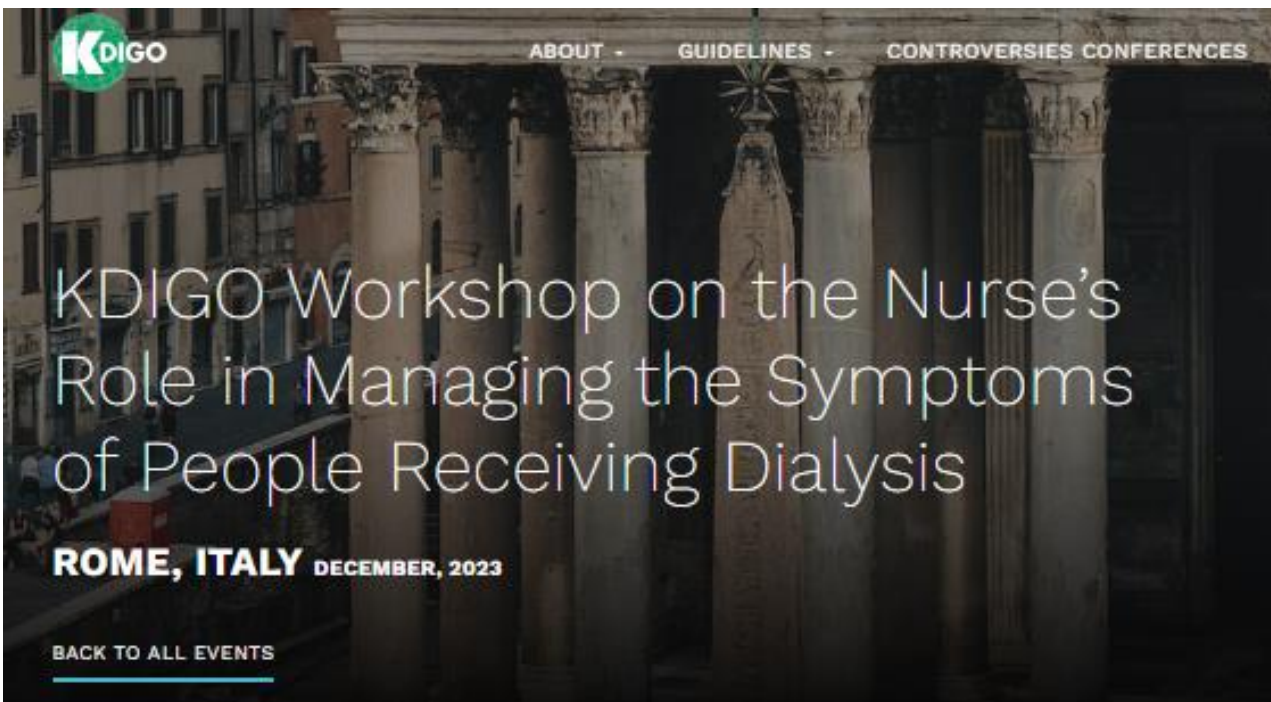 KDIGO
ABOUT
GUIDELINES
CONTROVERSIES CONFERENCES
KDIGO Workshop on the Nurse’s
Role in Managing the Symptoms
of People Receiving Dialysis
ROME, ITALY DECEMBER, 2023
BACK TO ALL EVENTS